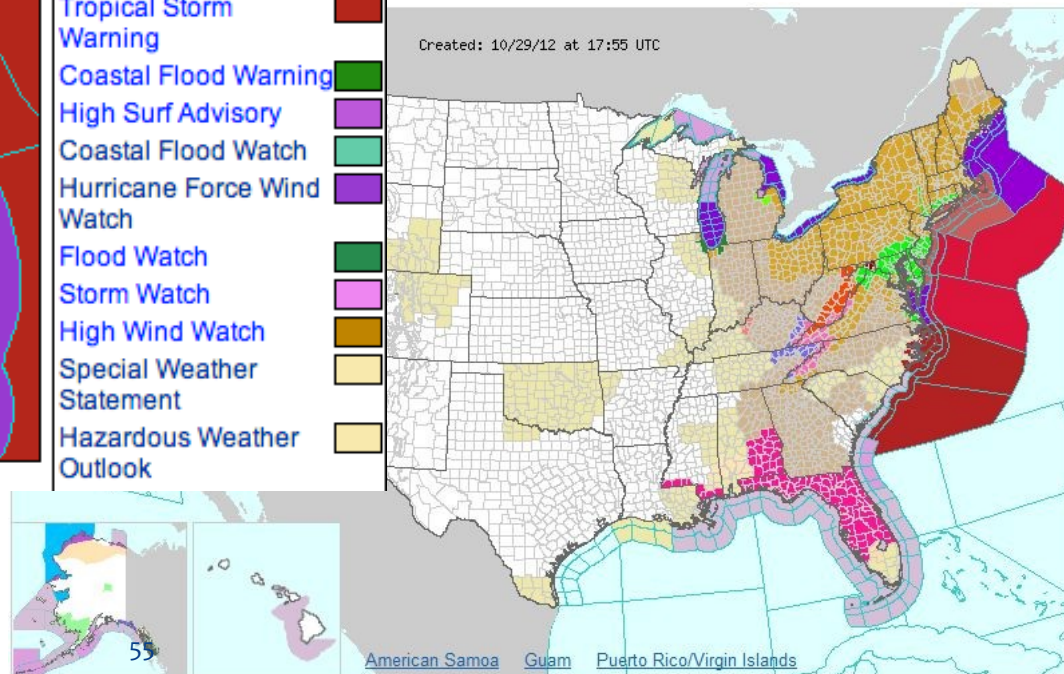 Tropical Storm
Warning
Coastal Flood Warning
High Surf Advisory
Coastal Flood Watch
Hurricane Force Wind
Watch
Flood Watch
Storm Watch
High Wind Watch
Special Weather
Statement
Hazardous Weather
Outlook
Created: 10/29/12 at 17:55 UTC
55
American Samoa Guam Puerto Rico/Virgin Islands